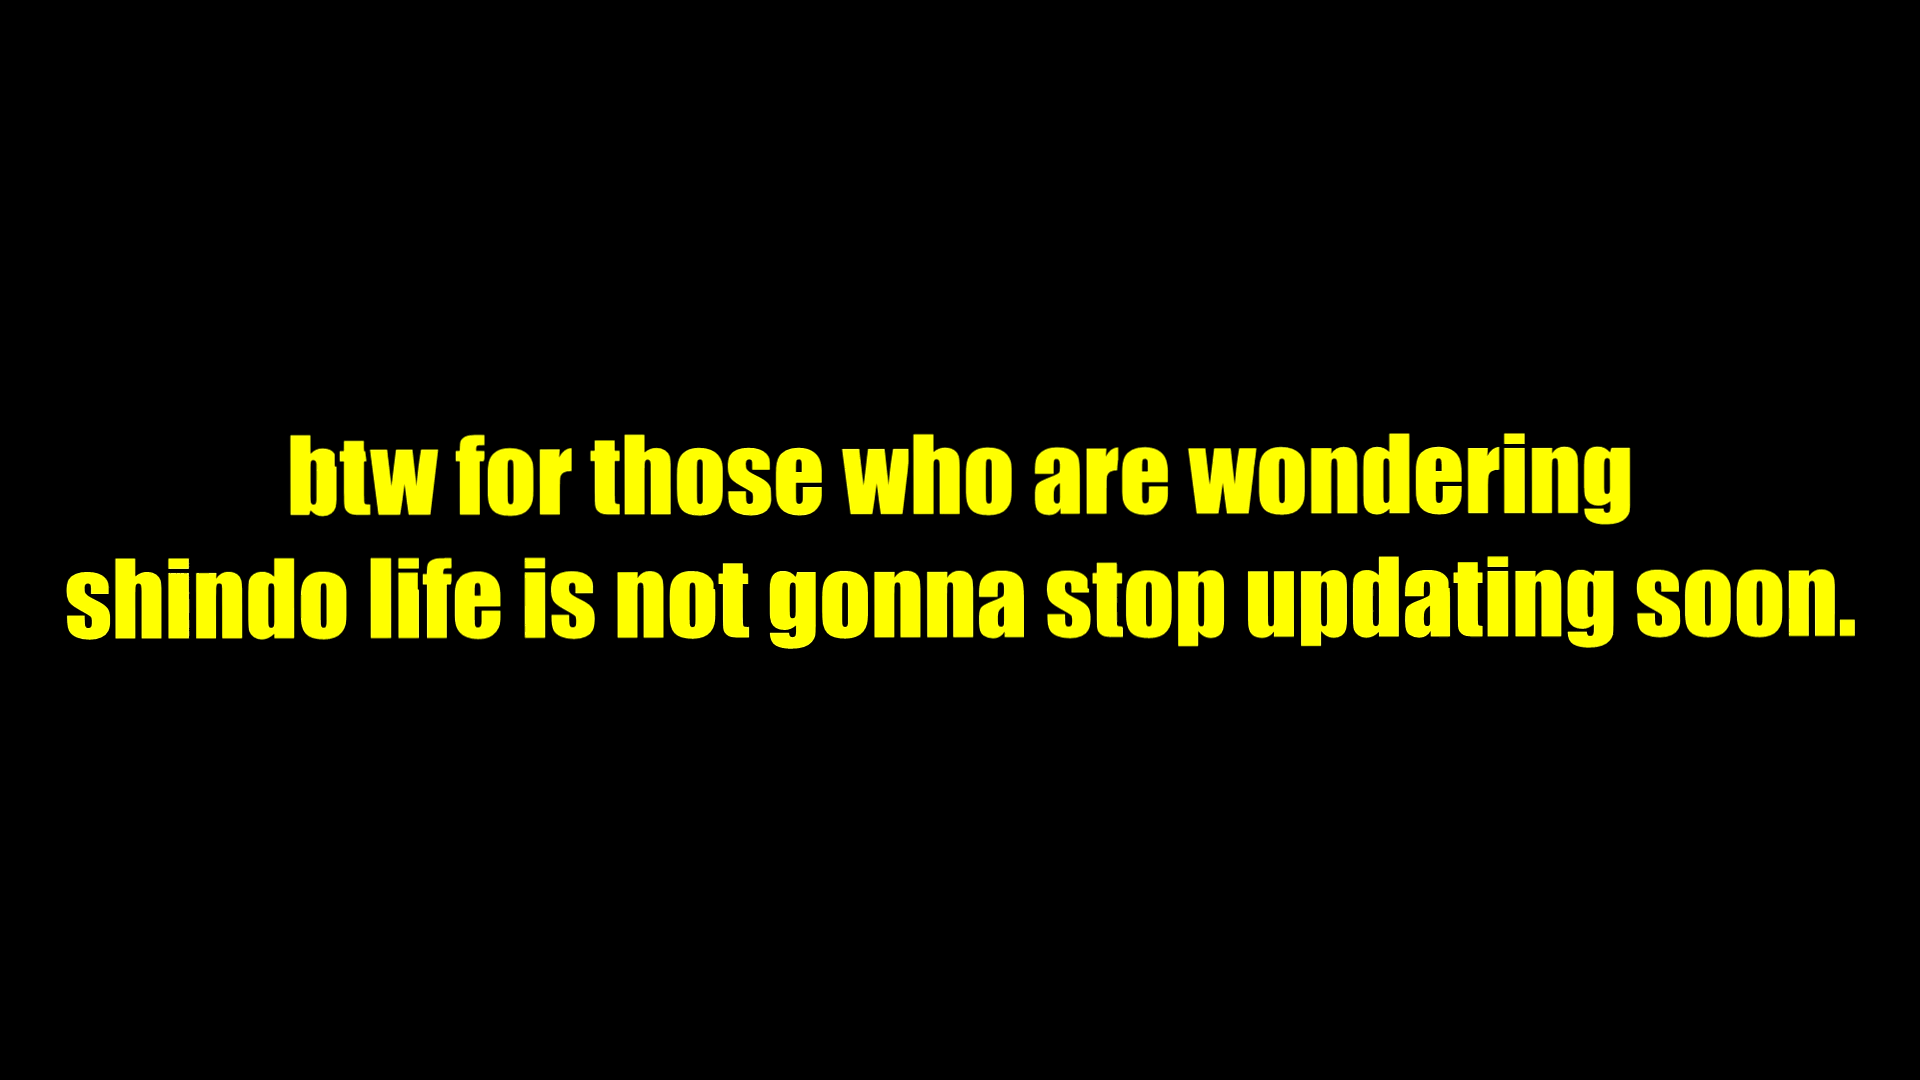 btw for those who are wondering
shindo life is not gonna stop updating soon.